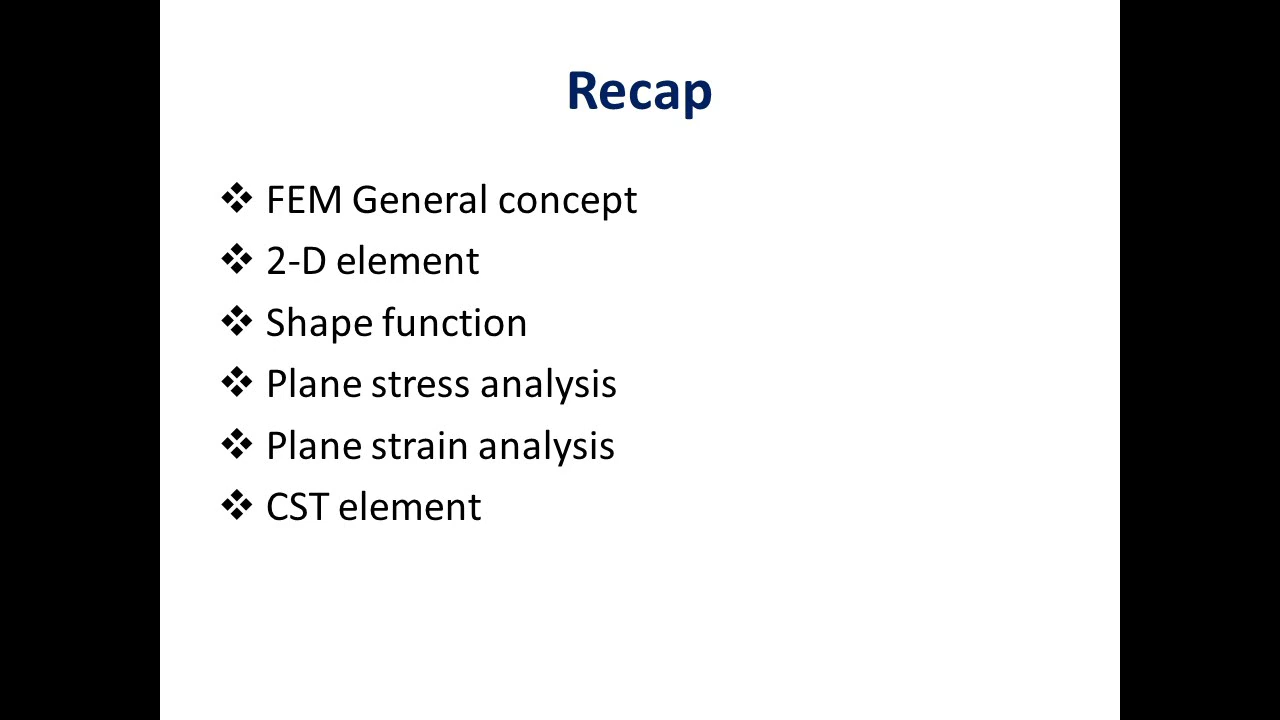 Recap
❖ FEM General concept
❖ 2-D element
❖ Shape function
❖ Plane stress analysis
❖ Plane strain analysis
❖ CST element